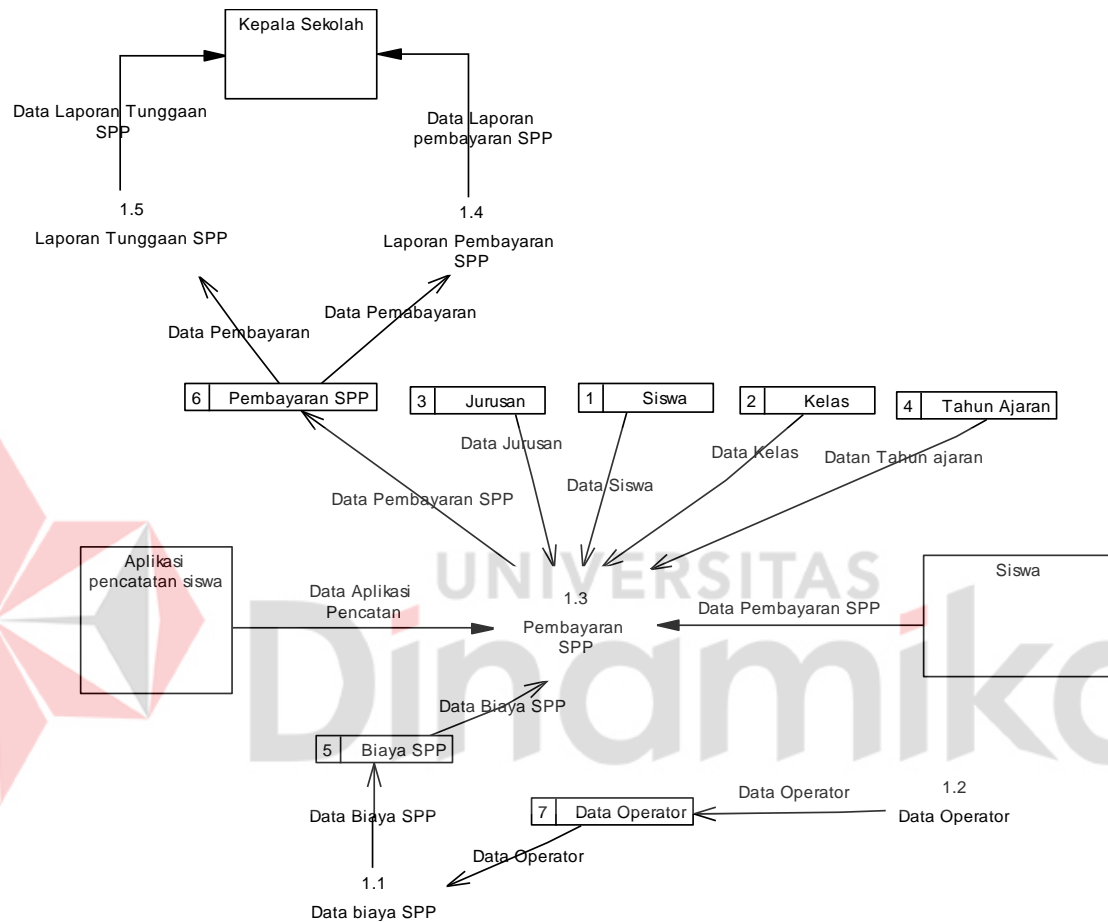 Kepala Sekolah
Data Laporan Tunggaan
SPP
Data Laporan
pembayaran SPP
1.5
Laporan Tunggaan SPP
1.4
Laporan Pembayaran
SPP
Data Pembayaran
Data Pemabayaran
6 Pembayaran SPP
3 Jurusan
1 Siswa
2 Kelas
4 Tahun Ajaran
Data Jurusan
Data Siswa
Data Kelas
Datan Tahun ajaran
Data Pembayaran SPP
Aplikasi
pencatatan siswa
Data Aplikasi
Pencatan
UNIVERSITAS
Dinamika
1.3
Pembayaran
SPP
Data Pembayaran SPP
Siswa
Data Biaya SPP
5 Biaya SPP
Data Biaya SPP
7 Data Operator
Data Operator
1.2
Data Operator
Data Operator
1.1
Data biaya SPP